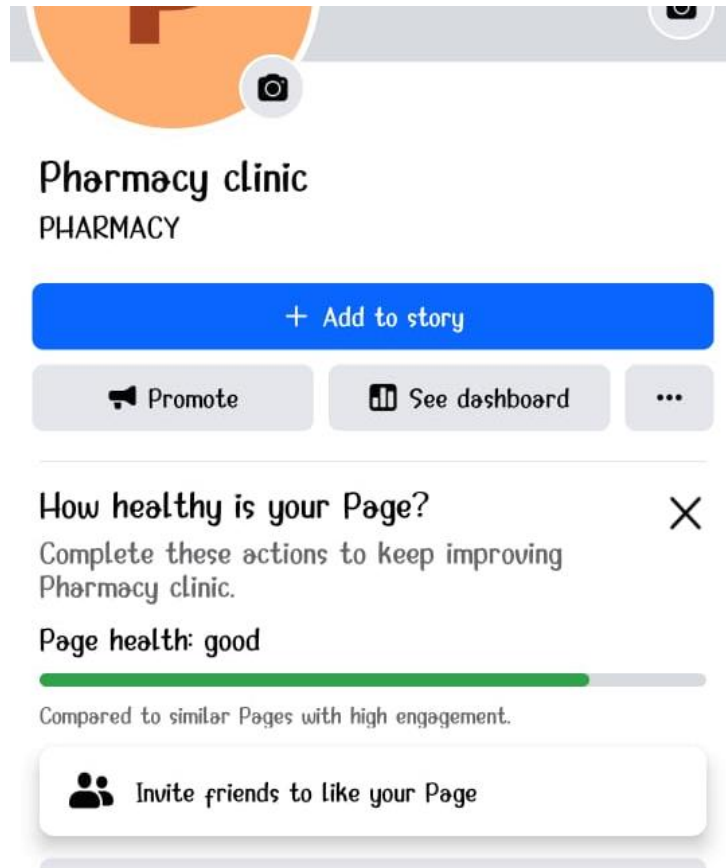 P
Pharmacy clinic
PHARMACY
+ Add to story
Promote
See dashboard
...
How healthy is your Page?
Complete these actions to keep improving
Pharmacy clinic.
Page health: good
Compared to similar Pages with high engagement.
Invite friends to like your Page